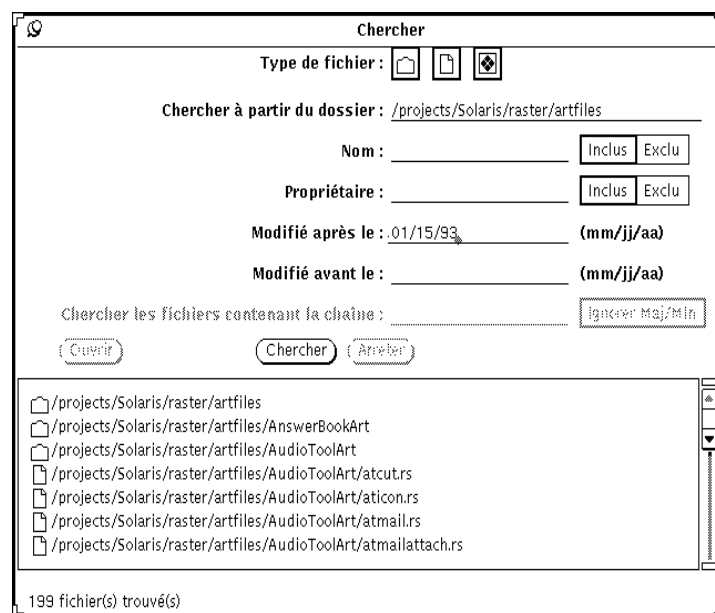 Chercher
Type de fichier :
Chercher à partir du dossier : /projects/Solaris/raster/artfiles
Nom : Inclus Exclu
Propriétaire : Inclus Exclu
Modifié après le : 01/15/93 (mm/jj/aa)
Modifié avant le : (mm/jj/aa)
Chercher les fichiers contenant la chaîne : Ignorer Maj/Min
Ouvrir Chercher Arreter
/projects/Solaris/raster/artfiles
/projects/Solaris/raster/artfiles/AnswerBookArt
/projects/Solaris/raster/artfiles/AudioToolArt
/projects/Solaris/raster/artfiles/AudioToolArt/atcut.rs
/projects/Solaris/raster/artfiles/AudioToolArt/aticon.rs
/projects/Solaris/raster/artfiles/AudioToolArt/atmail.rs
/projects/Solaris/raster/artfiles/AudioToolArt/atmailattach.rs
199 fichier(s) trouvé(s)